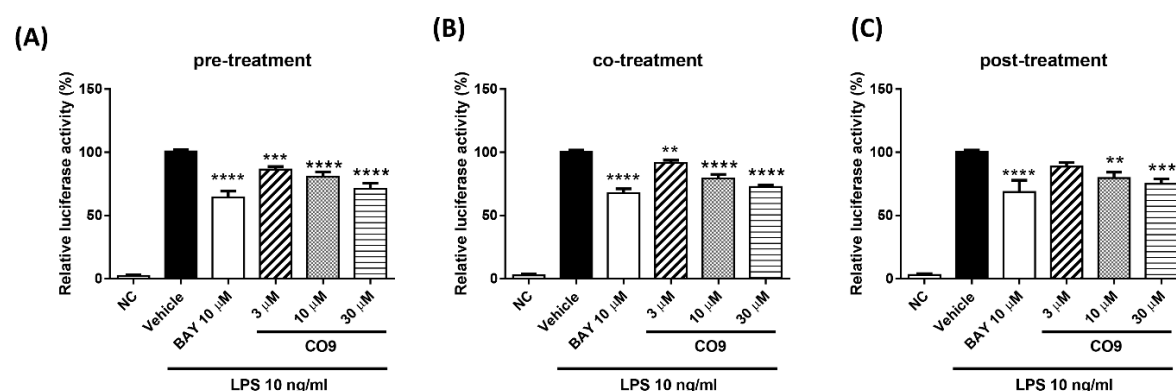 (A)
pre-treatment
Relative luciferase activity (%)
150
100
50
0
****
***
****
****
NC
Vehicle
BAY 10 μM
3 μM
10 μM
30 μM
CO9
LPS 10 ng/ml
(B)
co-treatment
Relative luciferase activity (%)
150
100
50
0
****
**
****
****
NC
Vehicle
BAY 10 μM
3 μM
10 μM
30 μM
CO9
LPS 10 ng/ml
(C)
post-treatment
Relative luciferase activity (%)
150
100
50
0
****
**
***
NC
Vehicle
BAY 10 μM
3 μM
10 μM
30 μM
CO9
LPS 10 ng/ml